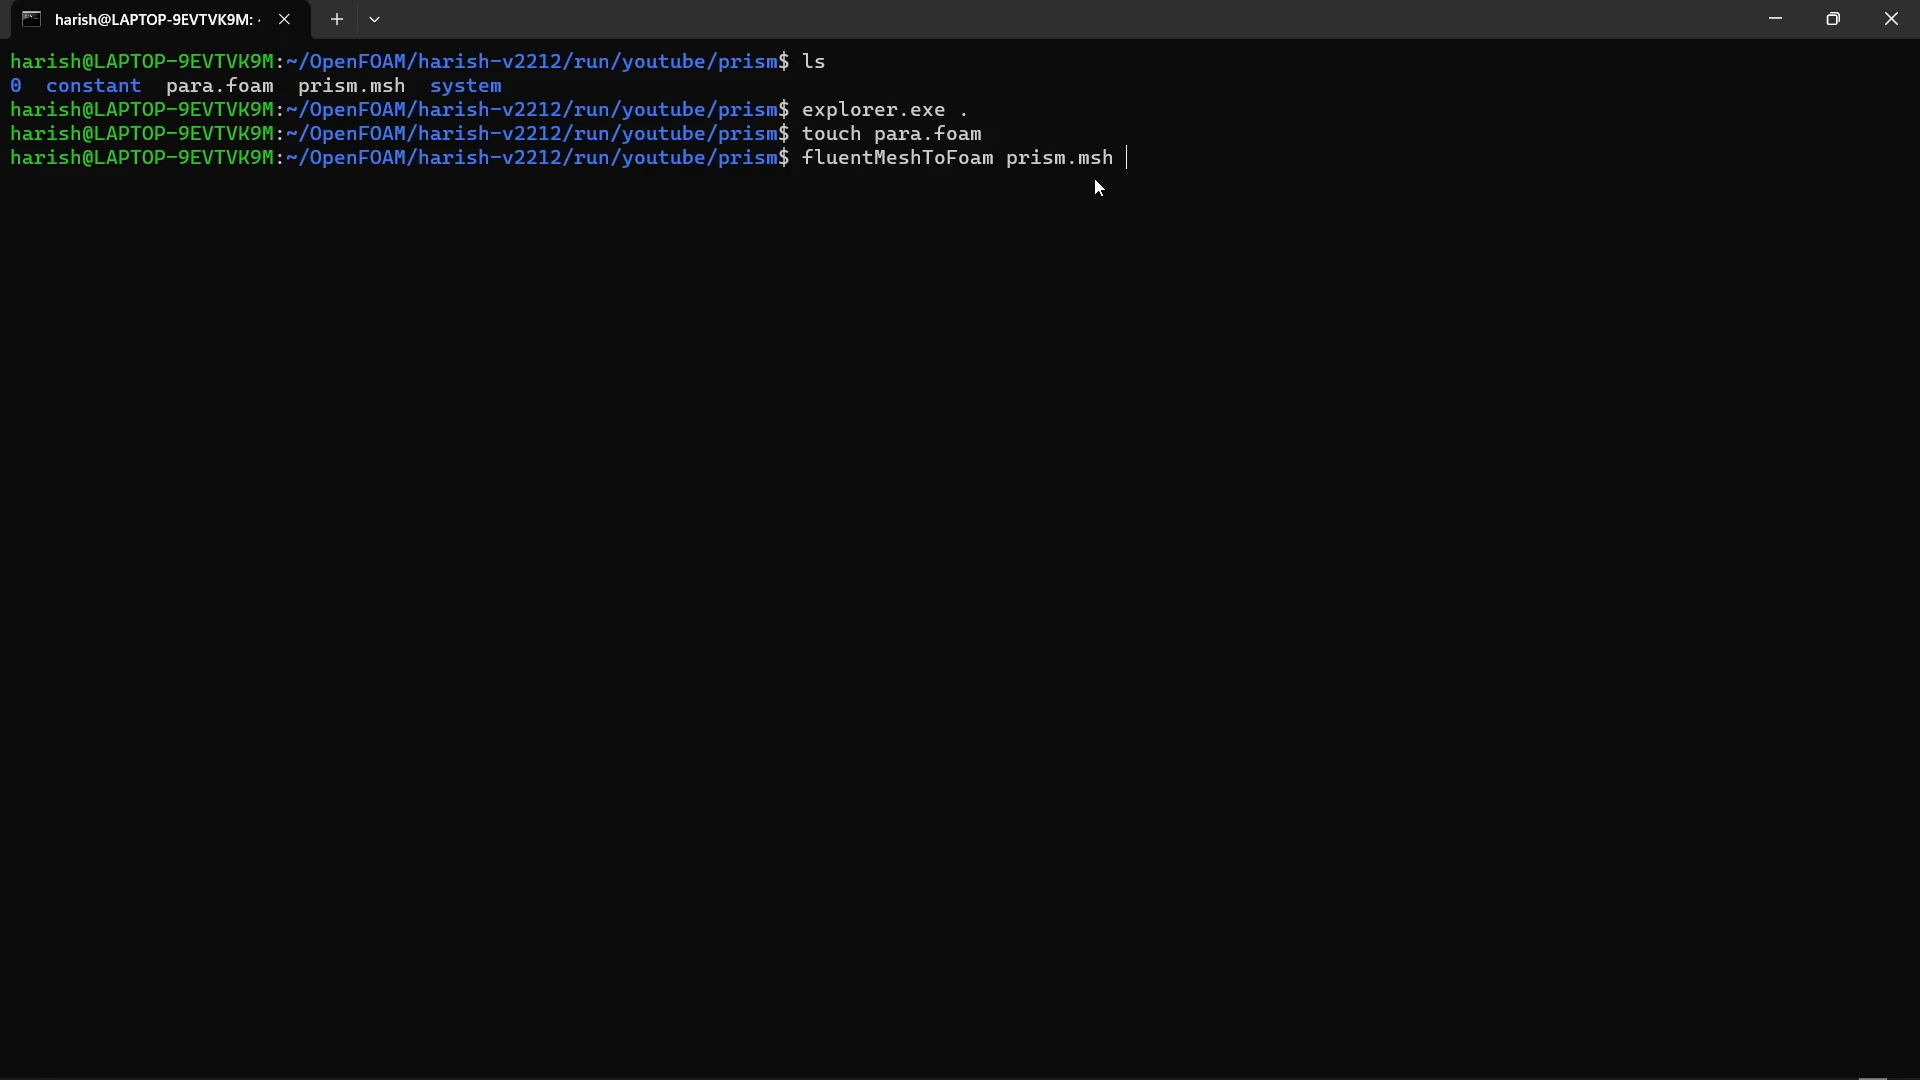 harish@LAPTOP-9EVTVK9M: ~
harish@LAPTOP-9EVTVK9M:~/OpenFOAM/harish-v2212/run/youtube/prism$ ls
0  constant  para.foam  prism.msh  system
harish@LAPTOP-9EVTVK9M:~/OpenFOAM/harish-v2212/run/youtube/prism$ explorer.exe .
harish@LAPTOP-9EVTVK9M:~/OpenFOAM/harish-v2212/run/youtube/prism$ touch para.foam
harish@LAPTOP-9EVTVK9M:~/OpenFOAM/harish-v2212/run/youtube/prism$ fluentMeshToFoam prism.msh